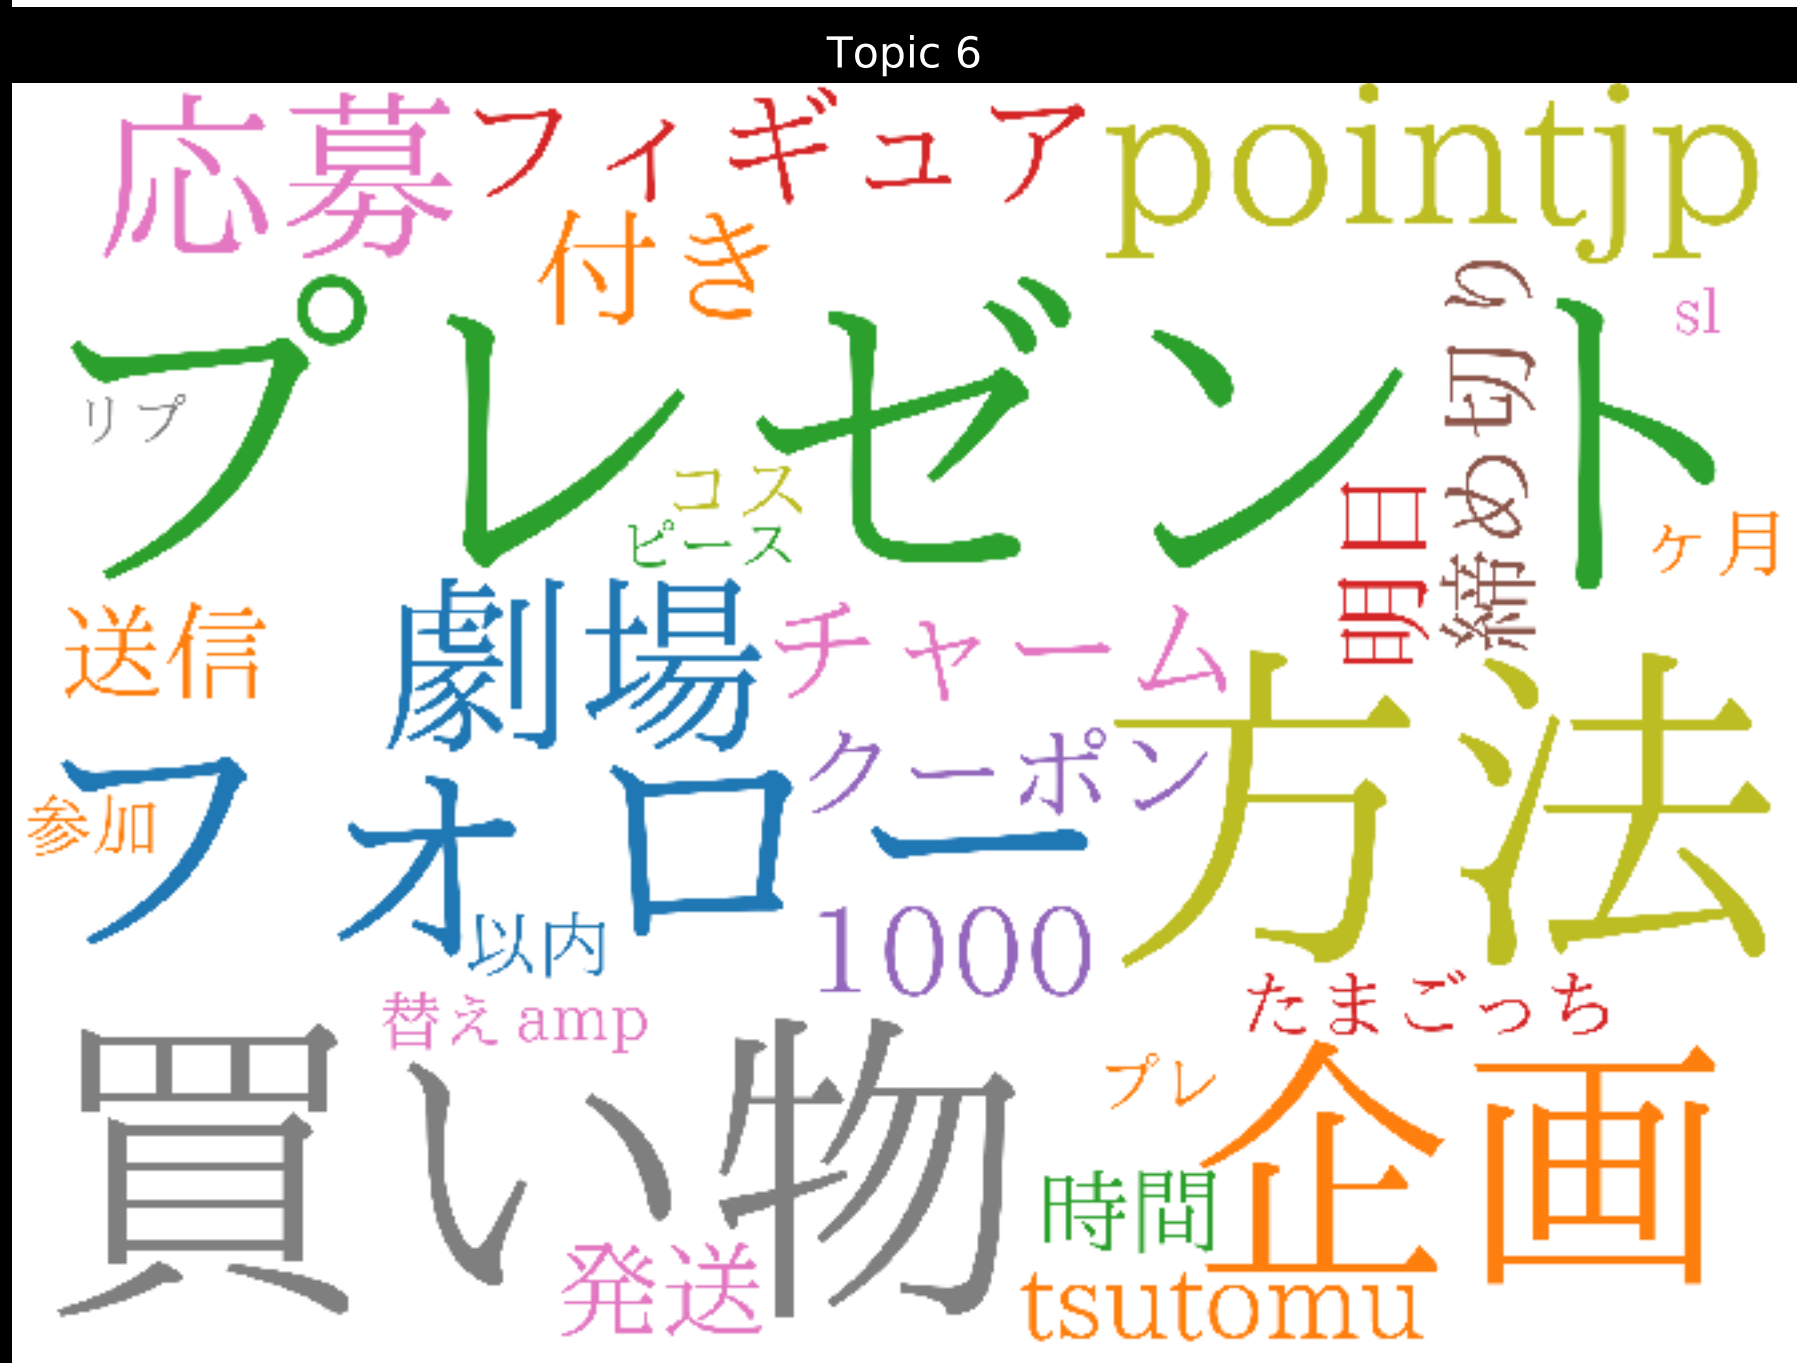 Topic 6
応募
フィギュア
pointjp
付き
プレゼント
締め切り
sl
リプ
コス
ピース
明日
ヶ月
送信
劇場
チャーム
方法
フォロー
クーポン
参加
以内
1000
たまごっち
替え
amp
買い物
プレ
企画
時間
発送
tsutomu